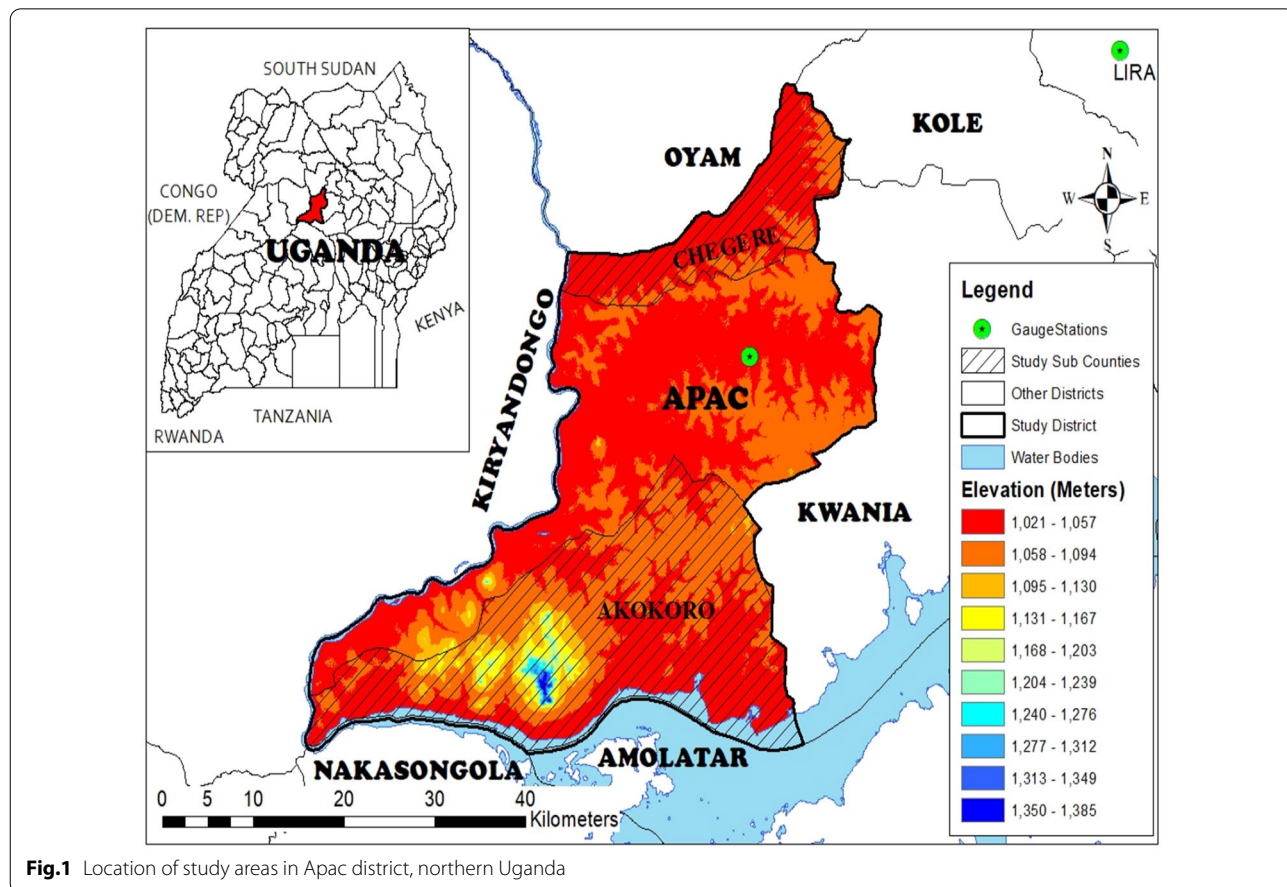 SOUTH SUDAN
CONGO
(DEM. REP)
UGANDA
KENYA
TANZANIA
RWANDA
LIRA
KOLE
OYAM
N
W E
S
CHEGERE
KIRYANDONGO
APAC
KWANIA
AKOKORO
NAKASONGOLA
AMOLATAR
0 5 10 20 30 40
Kilometers
Legend
GaugeStations
Study Sub Counties
Other Districts
Study District
Water Bodies
Elevation (Meters)
1,021 - 1,057
1,058 - 1,094
1,095 - 1,130
1,131 - 1,167
1,168 - 1,203
1,204 - 1,239
1,240 - 1,276
1,277 - 1,312
1,313 - 1,349
1,350 - 1,385
Fig.1 Location of study areas in Apac district, northern Uganda